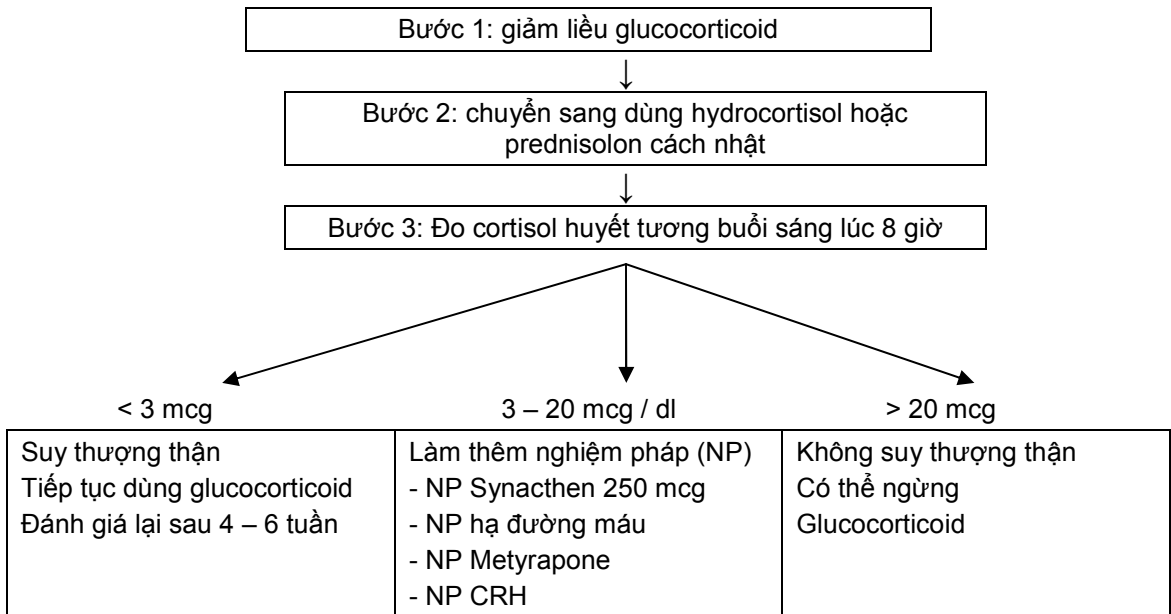 Bước 1: giảm liều glucocorticoid
↓
Bước 2: chuyển sang dùng hydrocortisol hoặc
prednisolon cách nhật
↓
Bước 3: Đo cortisol huyết tương buổi sáng lúc 8 giờ
< 3 mcg
3 – 20 mcg / dl
> 20 mcg
Suy thượng thận
Tiếp tục dùng glucocorticoid
Đánh giá lại sau 4 – 6 tuần
Làm thêm nghiệm pháp (NP)
- NP Synacthen 250 mcg
- NP hạ đường máu
- NP Metyrapone
- NP CRH
Không suy thượng thận
Có thể ngừng
Glucocorticoid